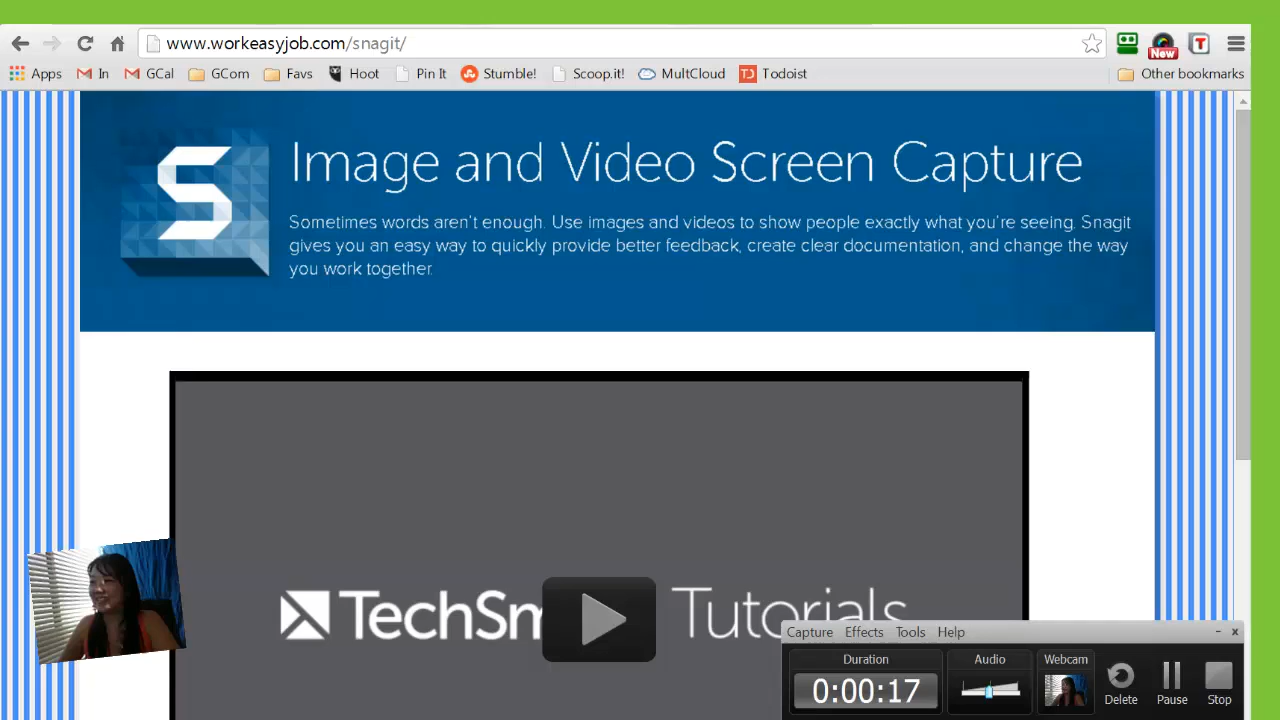 www.workeasyjob.com/snagit/
New
T
Apps In GCal GCom Favs Hoot Pin It Stumble! Scoop.it! MultCloud Todoist Other bookmarks
S
Image and Video Screen Capture
Sometimes words aren't enough. Use images and videos to show people exactly what you're seeing. Snagit
gives you an easy way to quickly provide better feedback, create clear documentation, and change the way
you work together.
TechSm Tutorials
Capture Effects Tools Help
Duration Audio Webcam
0:00:17
Delete Pause Stop